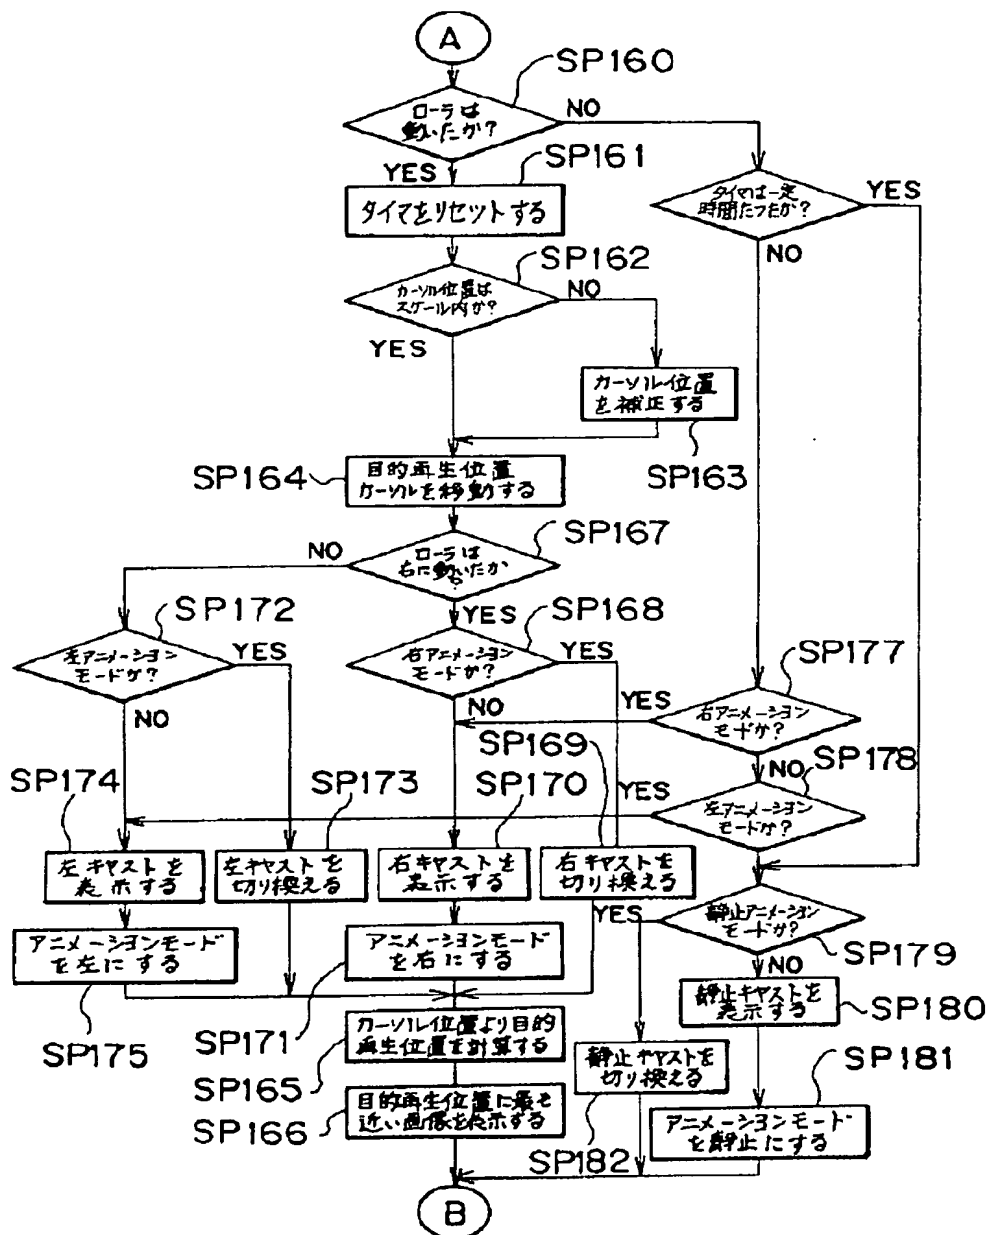 A
SP160
ローラは
動いたか?
NO
YES
SP161
タイマをリセットする
タイマは一定
時間たったか?
YES
NO
SP162
カーソル位置は
スケール内か?
NO
YES
カーソル位置
を補正する
SP163
SP164
目的再生位置
カーソルを移動する
SP167
ローラは
右に動いたか
?
NO
YES
SP172
左アニメーション
モードか?
YES
NO
SP168
右アニメーション
モードか?
YES
NO
SP177
右アニメーション
モードか?
YES
NO
SP178
左アニメーション
モードか?
YES
SP174
左キャストを
表示する
SP173
左キャストを
切り換える
SP170
右キャストを
表示する
SP169
右キャストを
切り換える
YES
静止アニメーション
モードか?
SP179
NO
アニメーションモード
を左にする
SP175
アニメーションモード
を右にする
SP171
静止キャストを
表示する
SP180
カーソル位置より目的
再生位置を計算する
SP165
静止キャストを
切り換える
SP182
SP181
アニメーションモード
を静止にする
目的再生位置に最も
近い画像を表示する
SP166
B